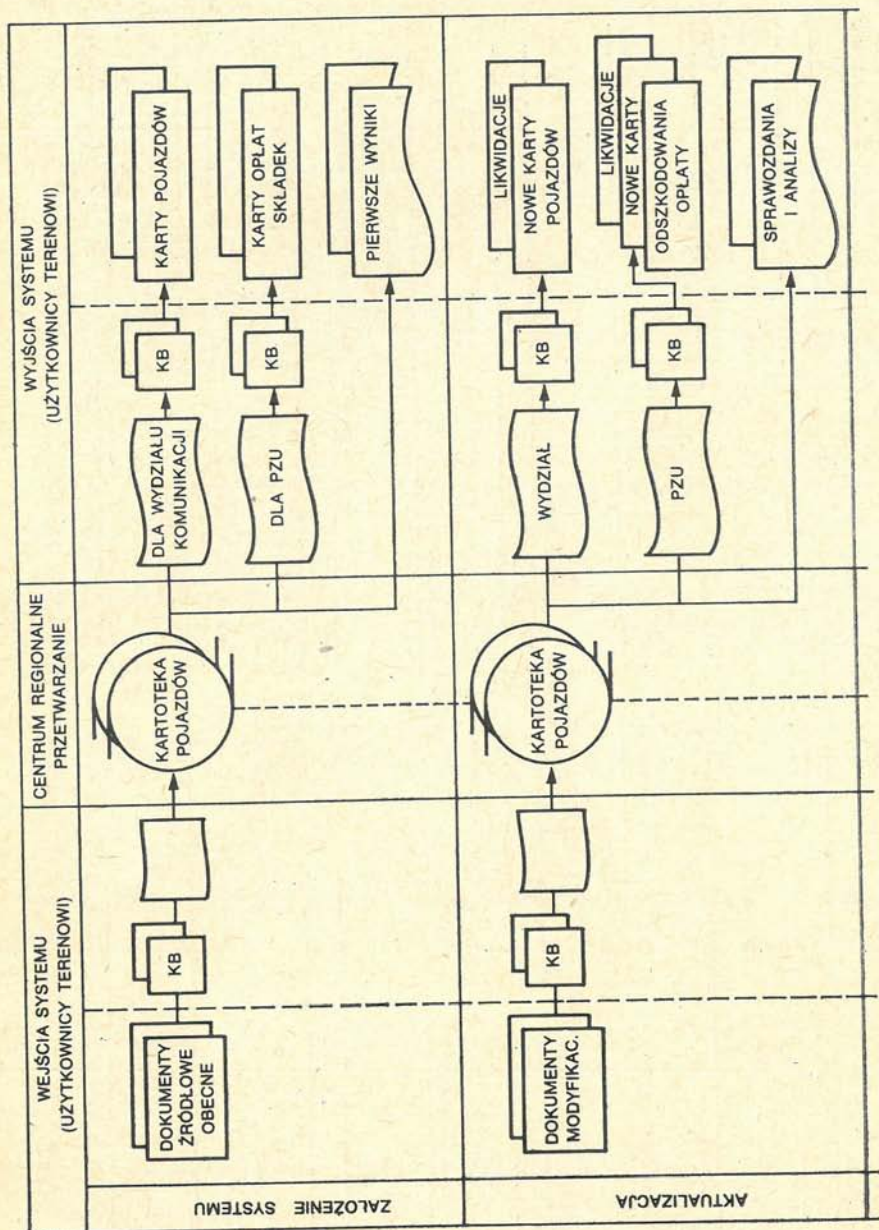 WEJŚCIA SYSTEMU
(UŻYTKOWNICY TERENOWI)
CENTRUM REGIONALNE
PRZETWARZANIE
WYJŚCIA SYSTEMU
(UŻYTKOWNICY TERENOWI)
ZAŁOŻENIE SYSTEMU
DOKUMENTY
ŹRÓDŁOWE
OBECNE
KB
KARTOTEKA
POJAZDÓW
DLA WYDZIAŁU
KOMUNIKACJI
KB
KARTY POJAZDÓW
DLA PZU
KB
KARTY OPŁAT
SKŁADEK
PIERWSZE WYNIKI
AKTUALIZACJA
DOKUMENTY
MODYFIKAC.
KB
KARTOTEKA
POJAZDÓW
WYDZIAŁ
KB
LIKWIDACJE
NOWE KARTY
POJAZDÓW
PZU
KB
LIKWIDACJE
NOWE KARTY
ODSZKODOWANIA
OPŁATY
SPRAWOZDANIA
I ANALIZY